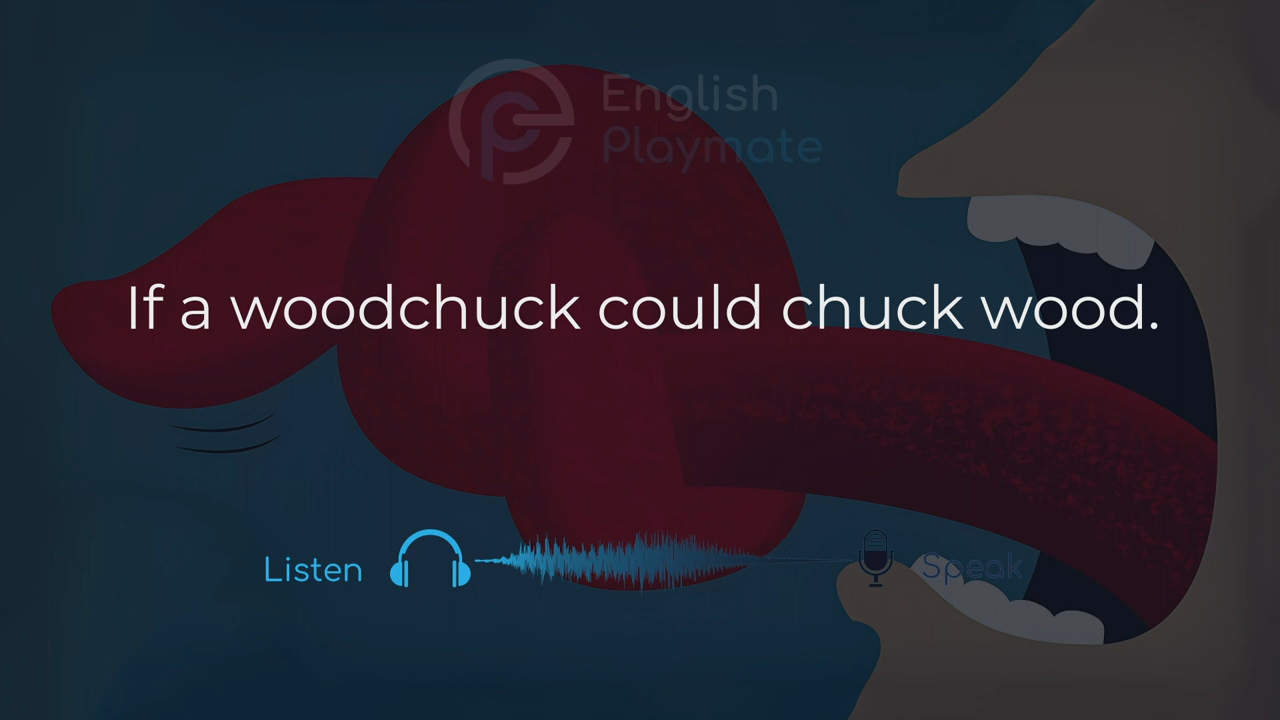 English
Playmate
If a woodchuck could chuck wood.
Listen
Speak